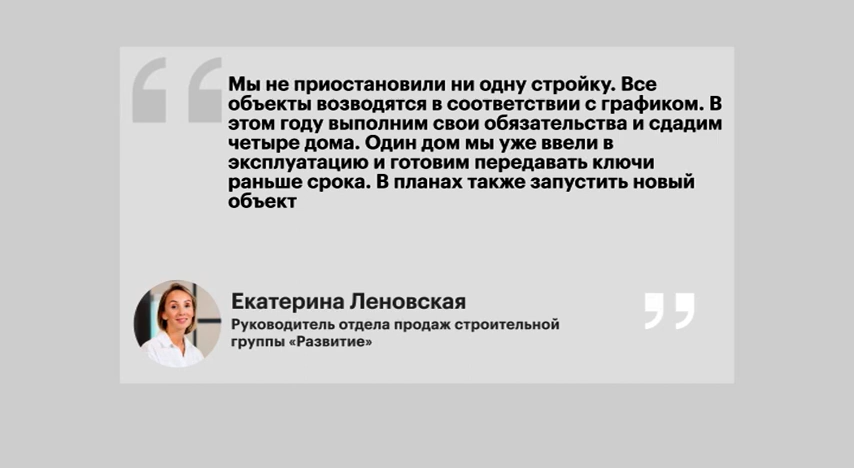 Мы не приостановили ни одну стройку. Все
объекты возводятся в соответствии с графиком. В
этом году выполним свои обязательства и сдадим
четыре дома. Один дом мы уже ввели в
эксплуатацию и готовим передавать ключи
раньше срока. В планах также запустить новый
объект
Екатерина Леновская
Руководитель отдела продаж строительной
группы «Развитие»